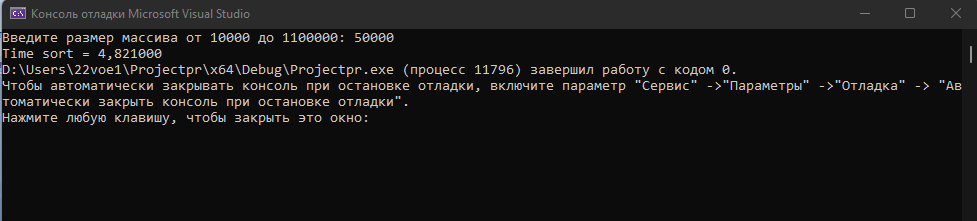 Консоль отладки Microsoft Visual Studio
Введите размер массива от 10000 до 1100000: 50000
Time sort = 4,821000
D:\Users\22voe1\Projectpr\x64\Debug\Projectpr.exe (процесс 11796) завершил работу с кодом 0.
Чтобы автоматически закрывать консоль при остановке отладки, включите параметр "Сервис" ->"Параметры" ->"Отладка" -> "Ав
томатически закрыть консоль при остановке отладки".
Нажмите любую клавишу, чтобы закрыть это окно: